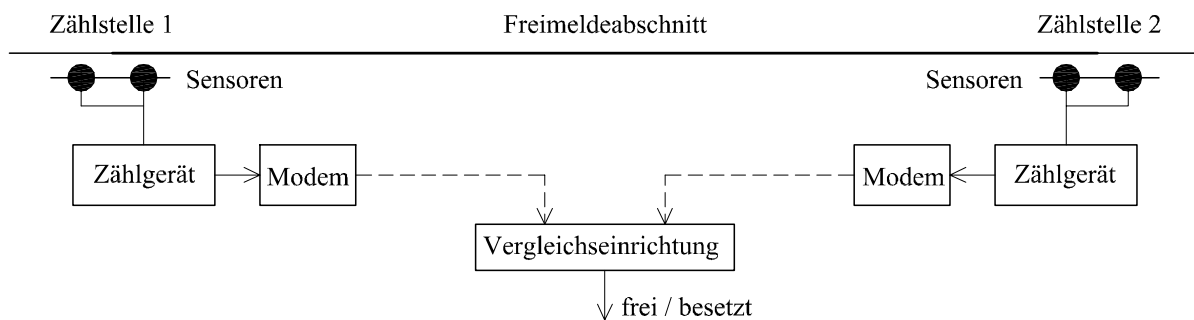 Zählstelle 1
Freimeldeabschnitt
Zählstelle 2
Sensoren
Sensoren
Zählgerät
Modem
Modem
Zählgerät
Vergleichseinrichtung
frei / besetzt